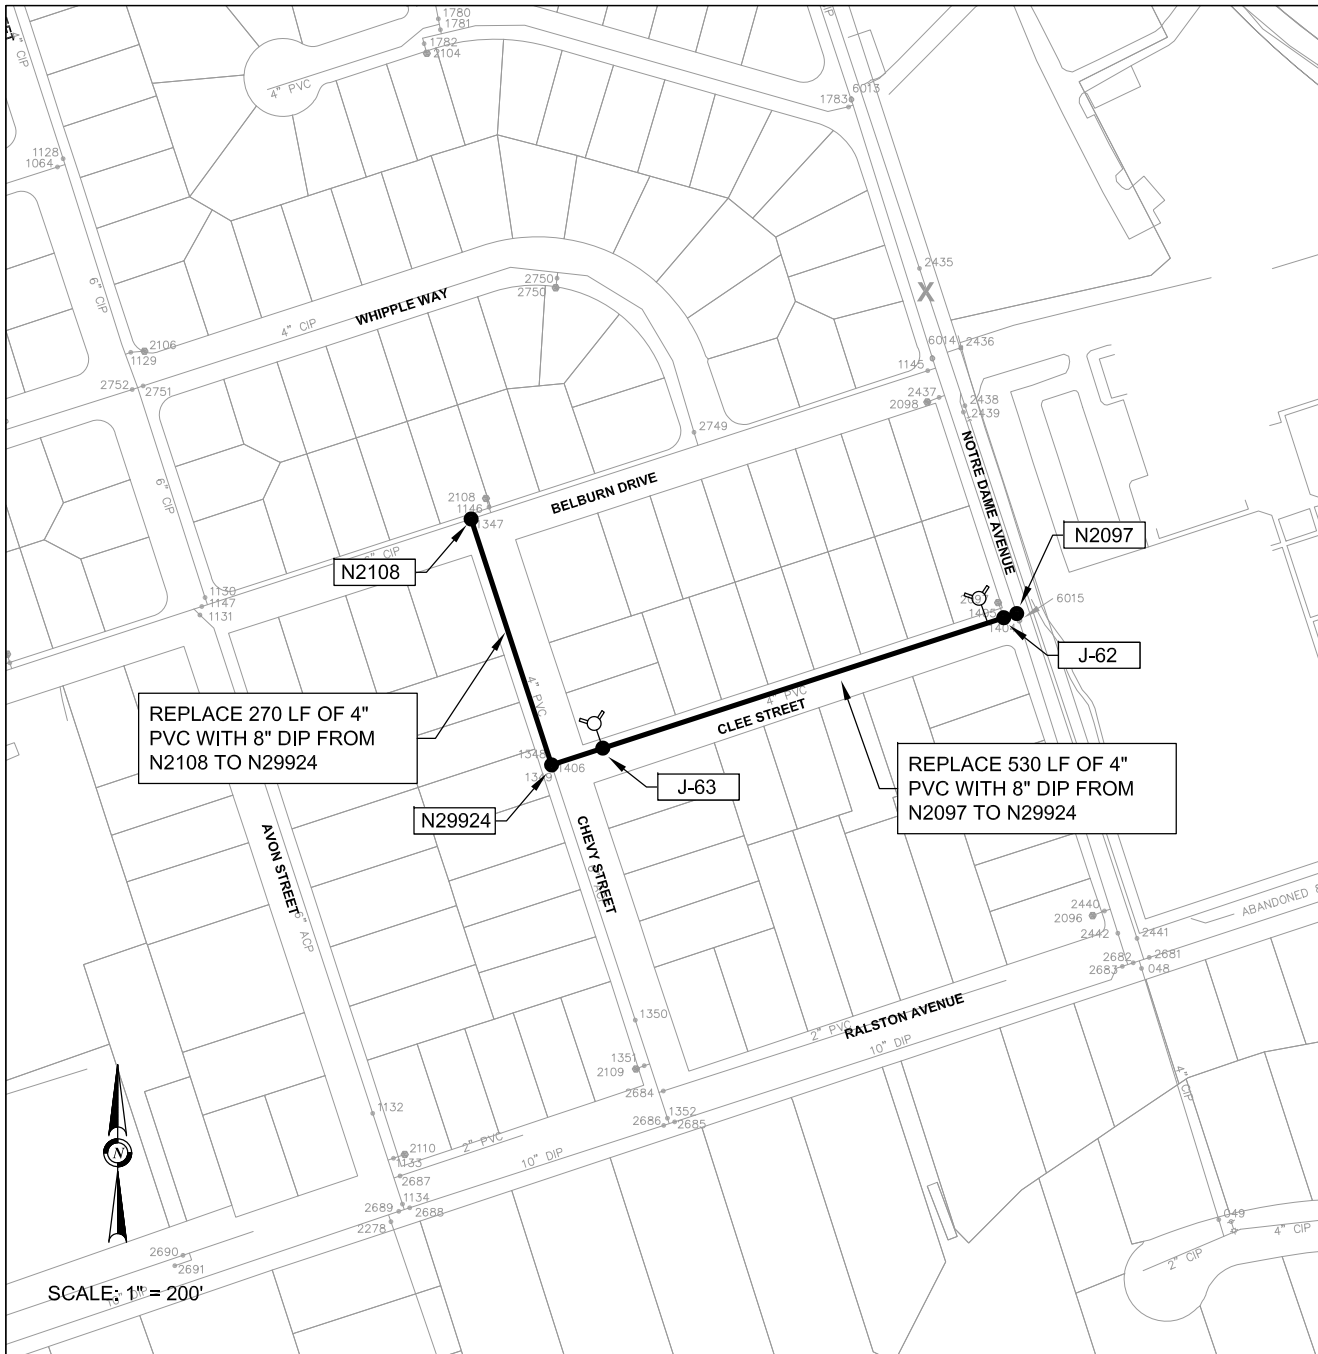 1780
1781
1782
2104
4" CIP
4" PVC
6013
1783
1128
1064
2435
X
6" CIP
2750
2750
WHIPPLE WAY
4" CIP
2106
1129
6014
2436
1145
2752
2751
2437
2098
2438
2439
2749
NOTRE DAME AVENUE
6" CIP
2108
1146
1347
BELBURN DRIVE
N2097
CIP
N2108
1130
1147
1131
6015
J-62
4" PVC
4" PVC
CLEE STREET
REPLACE 270 LF OF 4"
PVC WITH 8" DIP FROM
N2108 TO N29924
1348
1349
1406
J-63
REPLACE 530 LF OF 4"
PVC WITH 8" DIP FROM
N2097 TO N29924
N29924
AVON STREET
CHEVY STREET
6" ACP
2440
2096
2442
2441
ABANDONED
2682
2681
2683
048
1350
2" PVC
RALSTON AVENUE
10" DIP
1351
2109
2684
4" CIP
1352
2686
2685
1132
2110
2" PVC
1133
10" DIP
2687
1134
2689
2688
2278
049
4" CIP
2690
2691
2" CIP
N
SCALE: 1" = 200'
10" DIP